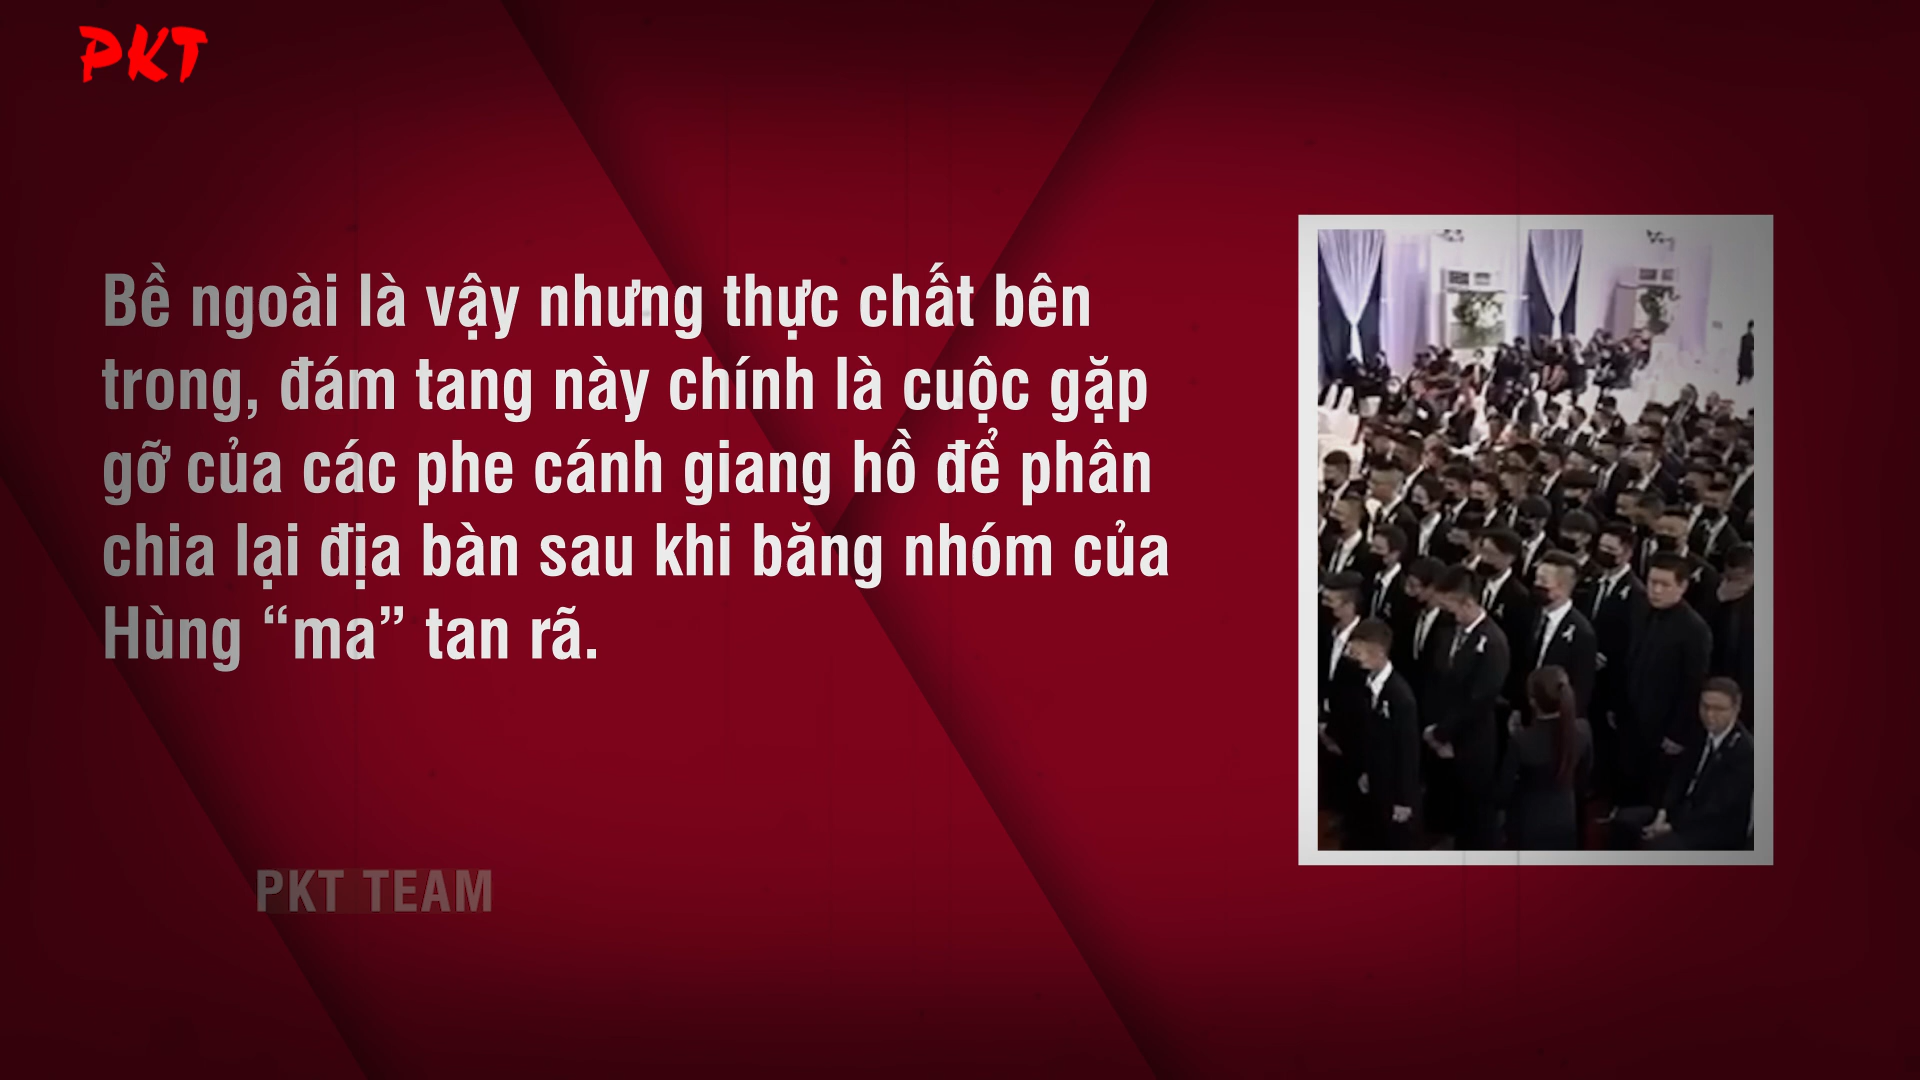 PKT
Bề ngoài là vậy nhưng thực chất bên
trong, đám tang này chính là cuộc gặp
gỡ của các phe cánh giang hồ để phân
chia lại địa bàn sau khi băng nhóm của
Hùng “ma” tan rã.
PKT TEAM